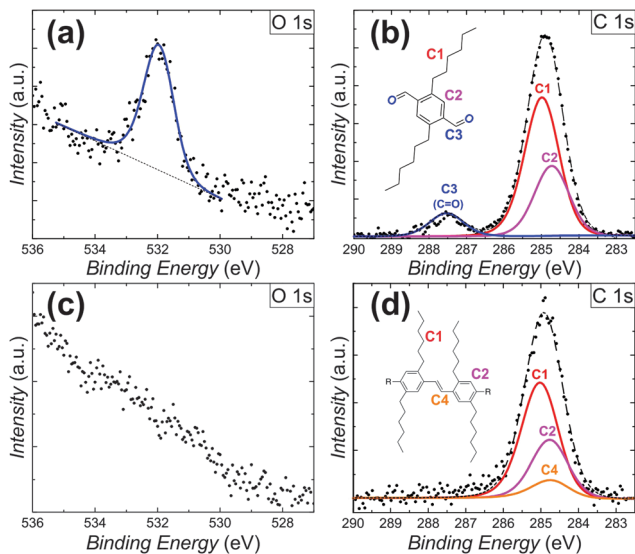 (a)
O 1s
Intensity (a.u.)
536 534 532 530 528
Binding Energy (eV)
(b)
C 1s
C1
C2
O
O
C3
C3
(C=O)
C1
C2
Intensity (a.u.)
290 289 288 287 286 285 284 283
Binding Energy (eV)
(c)
O 1s
Intensity (a.u.)
536 534 532 530 528
Binding Energy (eV)
(d)
C 1s
C1
R
C2
R
C4
C1
C2
C4
Intensity (a.u.)
290 289 288 287 286 285 284 283
Binding Energy (eV)